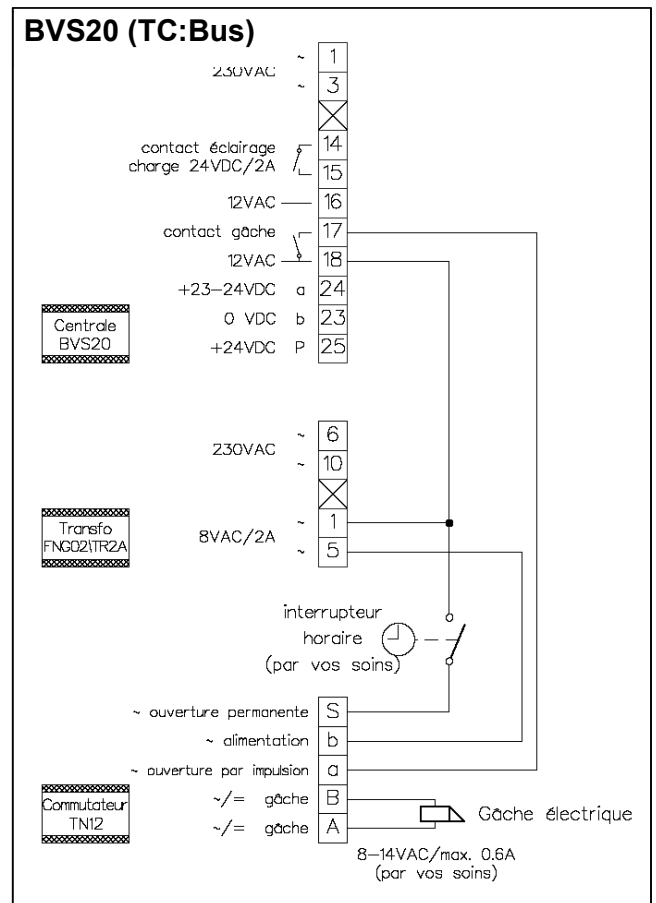 BVS20 (TC:Bus)
~ 1
230VAC
~ 3
contact éclairage 14
charge 24VDC/2A 15
12VAC 16
contact gâche 17
12VAC 18
+23-24VDC a 24
0 VDC b 23
+24VDC P 25
Centrale
BVS20
~ 6
230VAC
~ 10
~ 1
8VAC/2A
~ 5
Transfo
FNG02\TR2A
interrupteur
horaire
(par vos soins)
~ ouverture permanente S
~ alimentation b
~ ouverture par impulsion a
~/= gâche B
~/= gâche A
Commutateur
TN12
Gâche électrique
8-14VAC/max. 0.6A
(par vos soins)